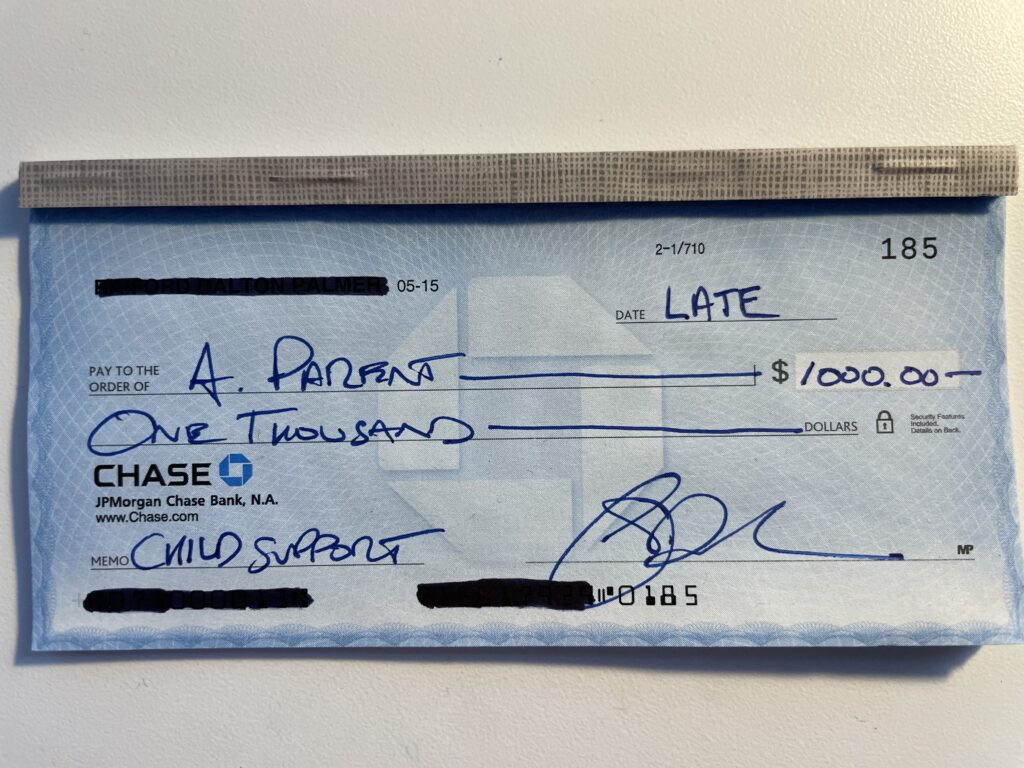 2-1/710
185
05-15
DATE LATE
PAY TO THE
ORDER OF A. PARENT $ 1000.00
ONE THOUSAND DOLLARS
Security Features
Included.
Details on Back.
CHASE
JPMorgan Chase Bank, N.A.
www.Chase.com
MEMO CHILD SUPPORT
MP
0185